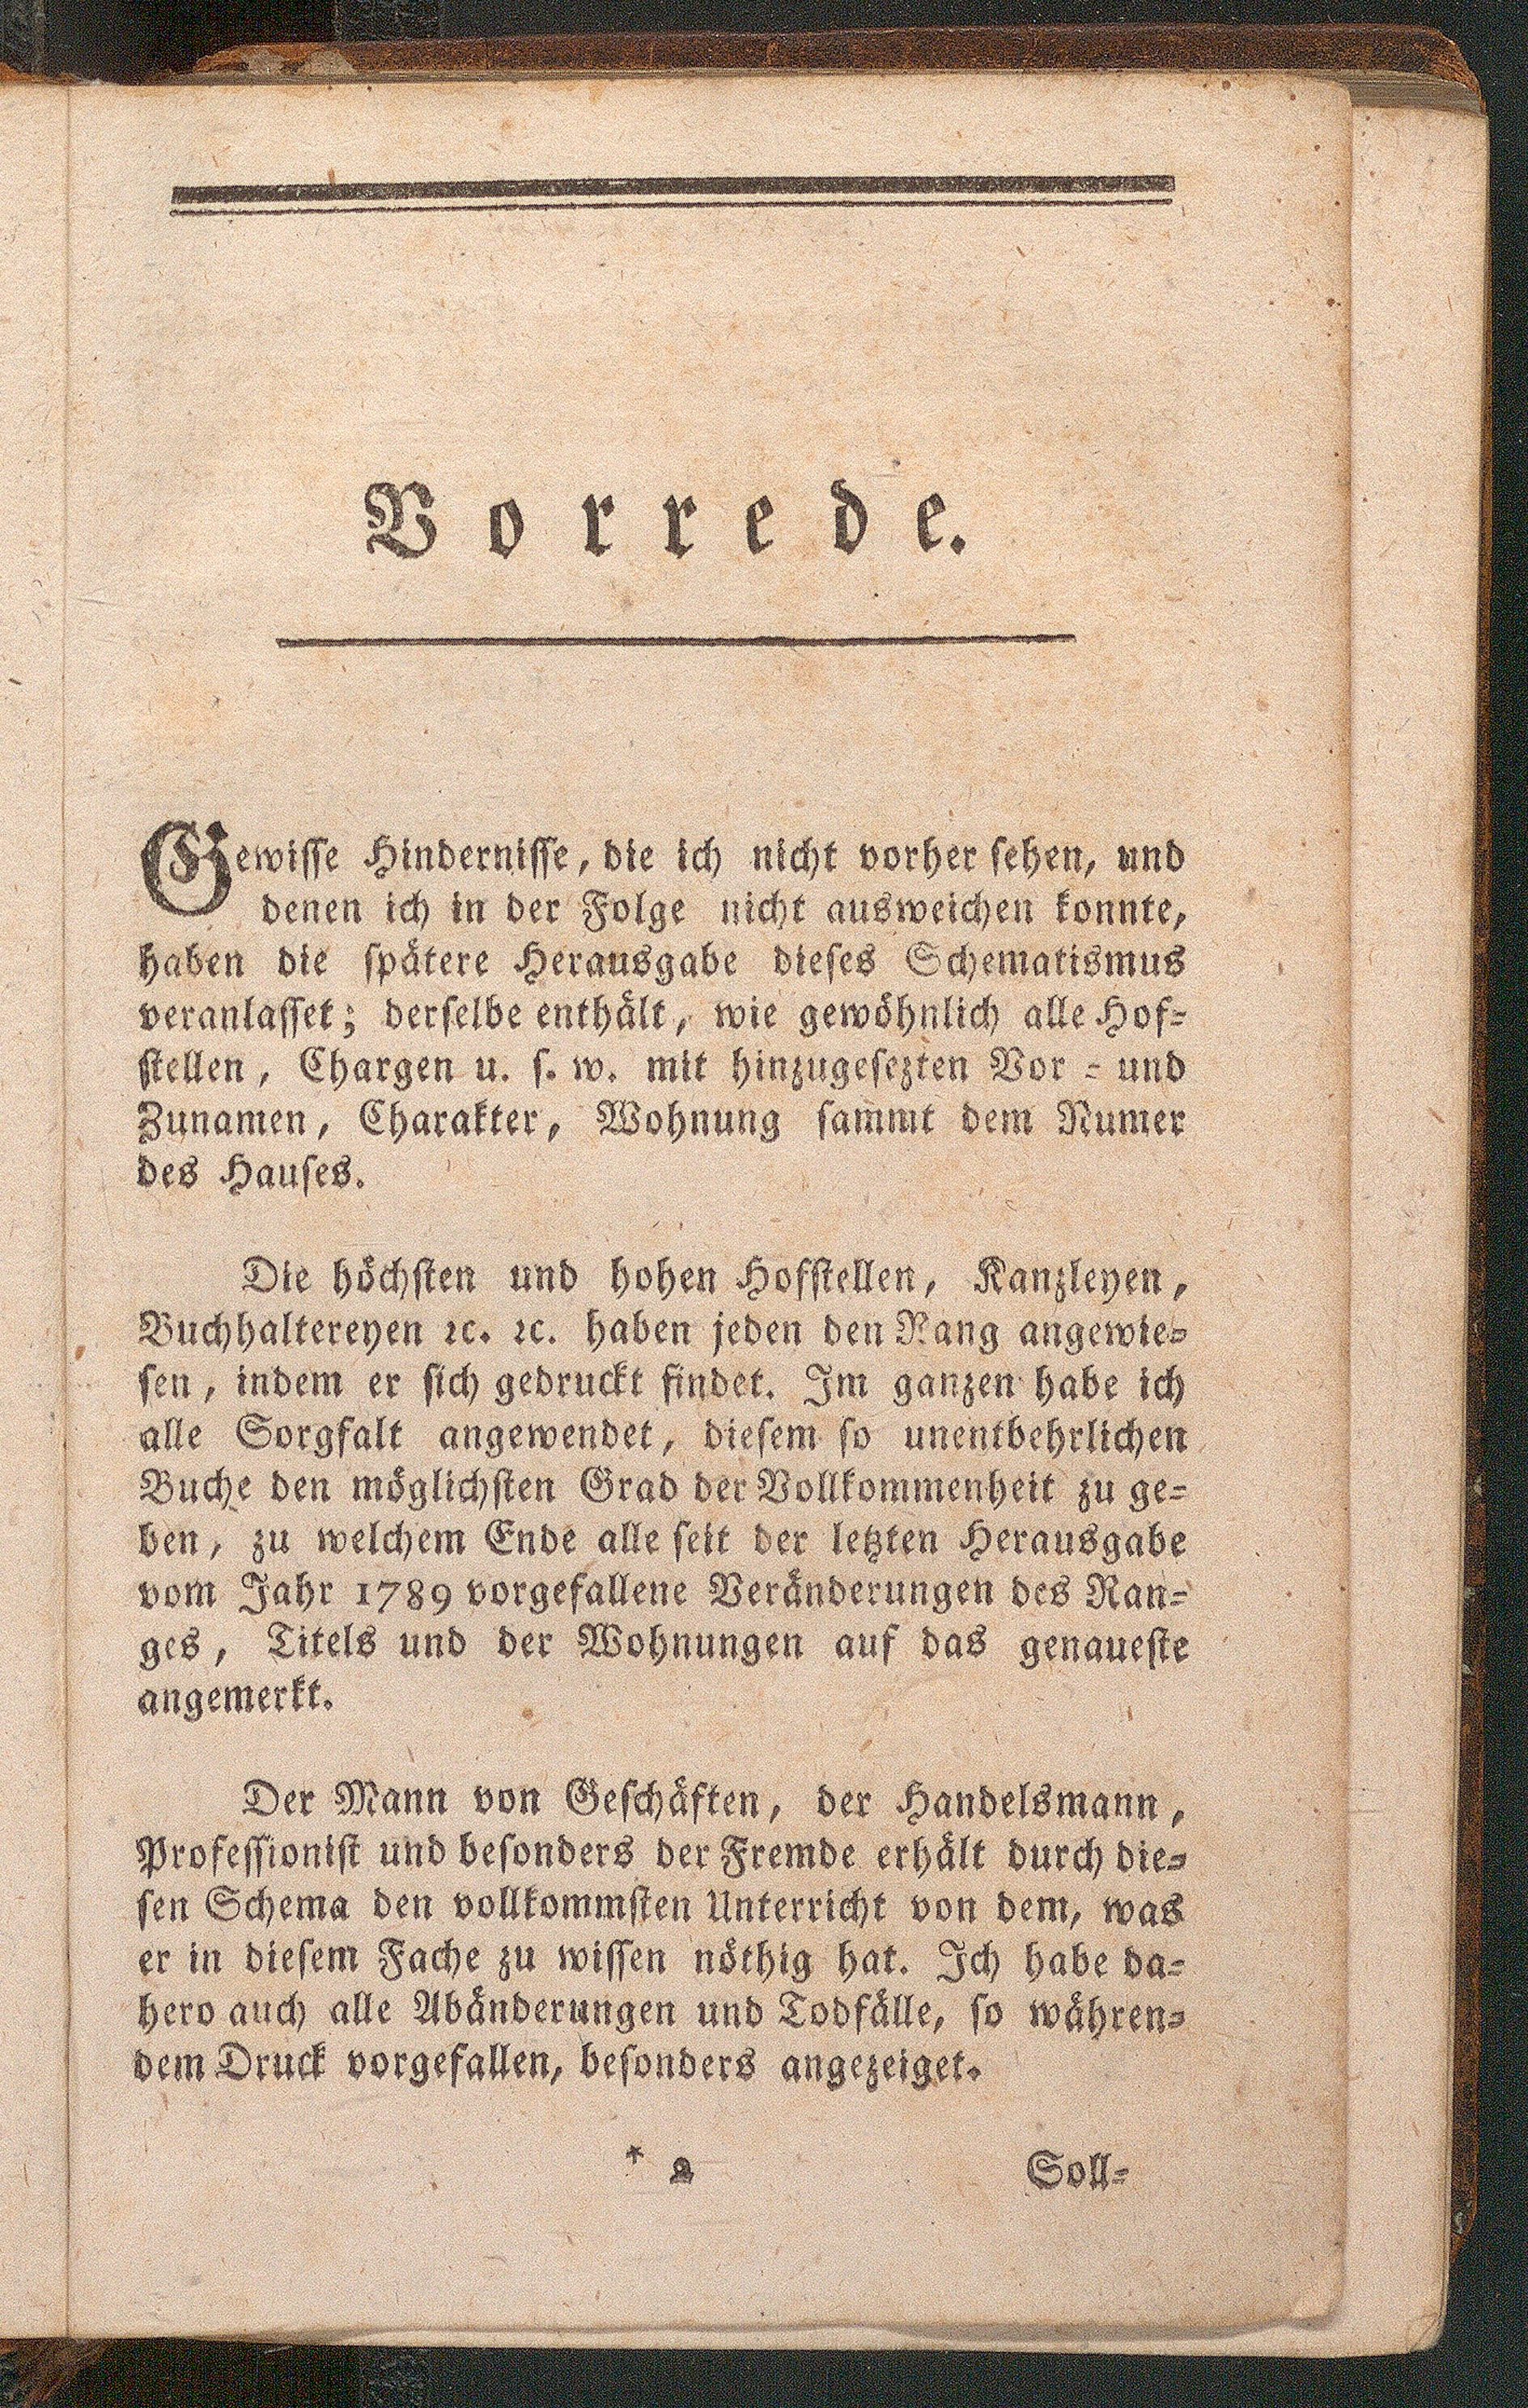 Vorrede.
Gewisse Hindernisse, die ich nicht vorher sehen, und
denen ich in der Folge nicht ausweichen konnte,
haben die spätere Herausgabe dieses Schematismus
veranlasset; derselbe enthält, wie gewöhnlich alle Hof-
stellen, Chargen u. s. w. mit hinzugesezten Vor- und
Zunamen, Charakter, Wohnung sammt dem Numer
des Hauses.
Die höchsten und hohen Hofstellen, Kanzleyen,
Buchhaltereyen ꝛc. ꝛc. haben jeden den Rang angewie-
sen, indem er sich gedruckt findet. Im ganzen habe ich
alle Sorgfalt angewendet, diesem so unentbehrlichen
Buche den möglichsten Grad der Vollkommenheit zu ge-
ben, zu welchem Ende alle seit der letzten Herausgabe
vom Jahr 1789 vorgefallene Veränderungen des Ran-
ges, Titels und der Wohnungen auf das genaueste
angemerkt.
Der Mann von Geschäften, der Handelsmann,
Professionist und besonders der Fremde erhält durch die-
sen Schema den vollkommsten Unterricht von dem, was
er in diesem Fache zu wissen nöthig hat. Ich habe da-
hero auch alle Abänderungen und Todfälle, so währen-
dem Druck vorgefallen, besonders angezeiget.
* 2 Soll-